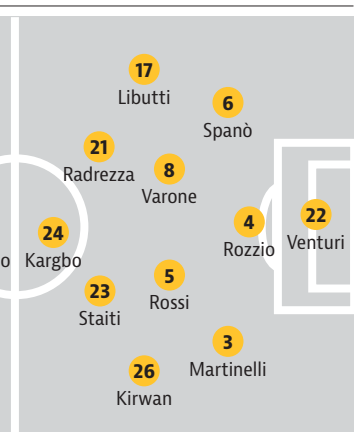 17
Libutti
6
Spanò
21
Radrezza
8
Varone
4
Rozzio
22
Venturi
24
o Kargbo
5
Rossi
23
Staiti
3
Martinelli
26
Kirwan